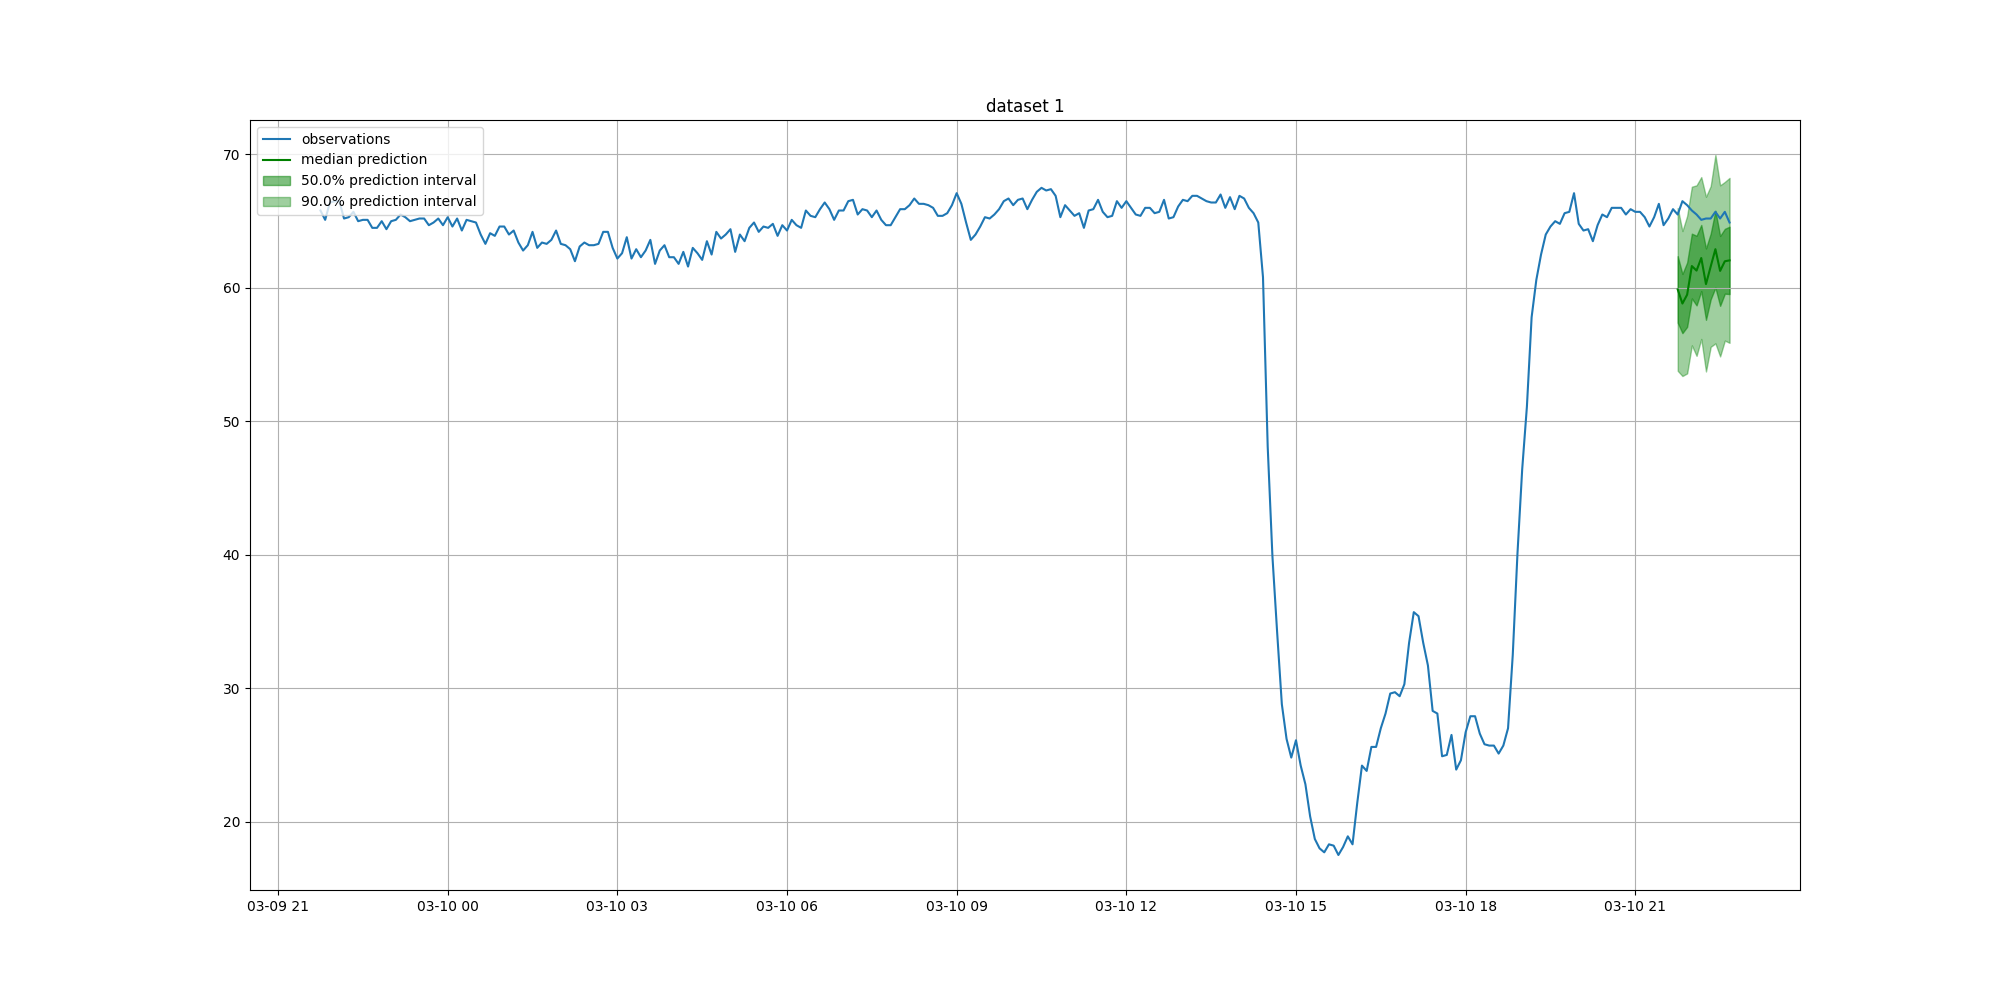 dataset 1
observations
median prediction
50.0% prediction interval
90.0% prediction interval
70
60
50
40
30
20
03-09 21 03-10 00 03-10 03 03-10 06 03-10 09 03-10 12 03-10 15 03-10 18 03-10 21